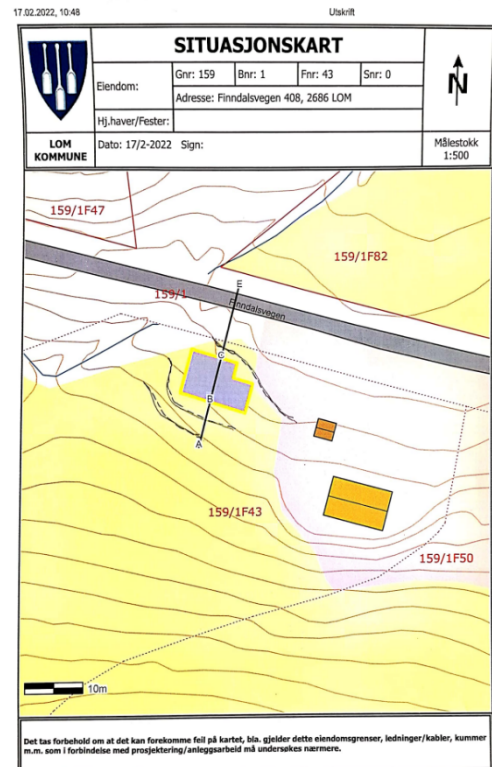 17.02.2022, 10:48
Utskrift
SITUASJONSKART
Eiendom:
Gnr: 159
Bnr: 1
Fnr: 43
Snr: 0
Adresse: Finndalsvegen 408, 2686 LOM
Hj.haver/Fester:
N
LOM
KOMMUNE
Dato: 17/2-2022 Sign:
Målestokk
1:500
159/1F47
159/1F82
159/1
E
Finndalsvegen
C
B
A
159/1F43
159/1F50
10m
Det tas forbehold om at det kan forekomme feil på kartet, bla. gjelder dette eiendomsgrenser, ledninger/kabler, kummer
m.m. som i forbindelse med prosjektering/anleggsarbeid må undersøkes nærmere.